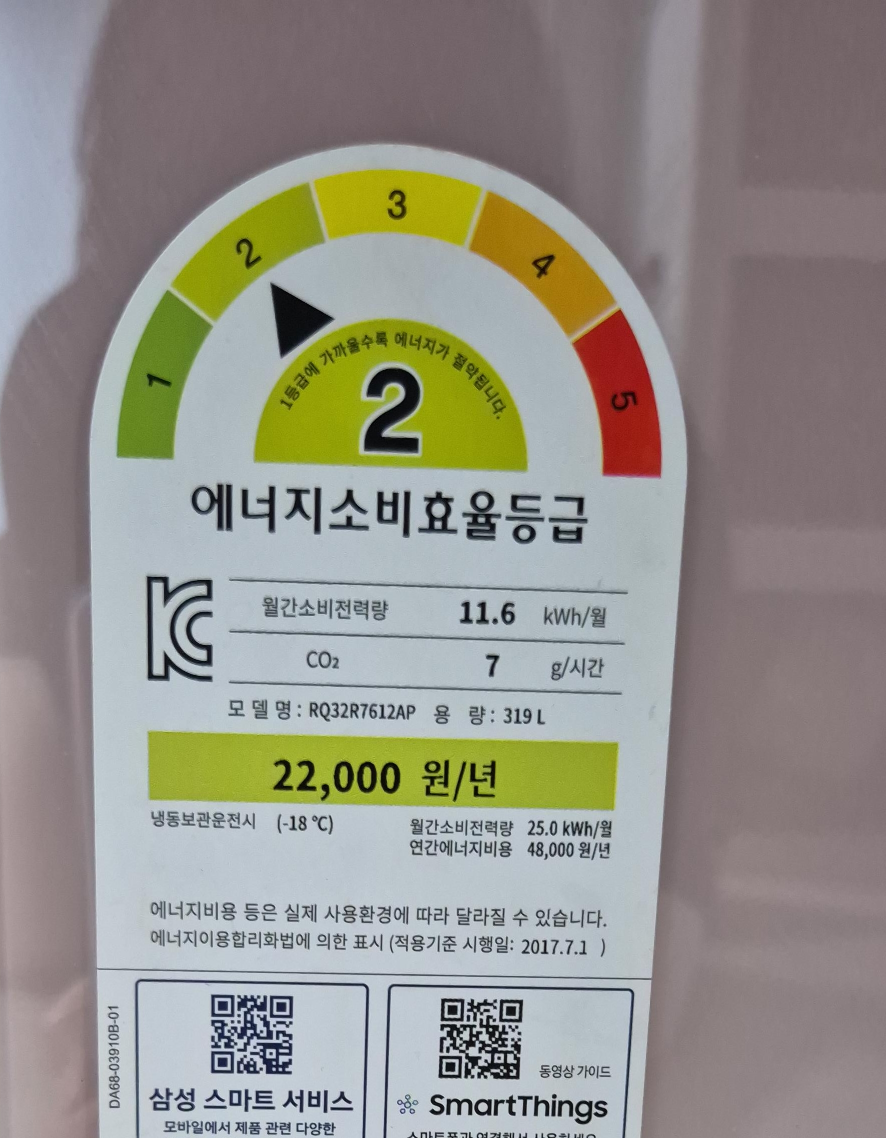 1
2
3
4
5
1등급에 가까울수록 에너지가 절약됩니다.
2
에너지소비효율등급
월간소비전력량 11.6 kWh/월
CO₂ 7 g/시간
모 델 명 : RQ32R7612AP 용 량 : 319 L
22,000 원/년
냉동보관운전시 (-18 ℃) 월간소비전력량 25.0 kWh/월
연간에너지비용 48,000 원/년
에너지비용 등은 실제 사용환경에 따라 달라질 수 있습니다.
에너지이용합리화법에 의한 표시 (적용기준 시행일: 2017.7.1 )
DA68-03910B-01
삼성 스마트 서비스
모바일에서 제품 관련 다양한
동영상 가이드
SmartThings